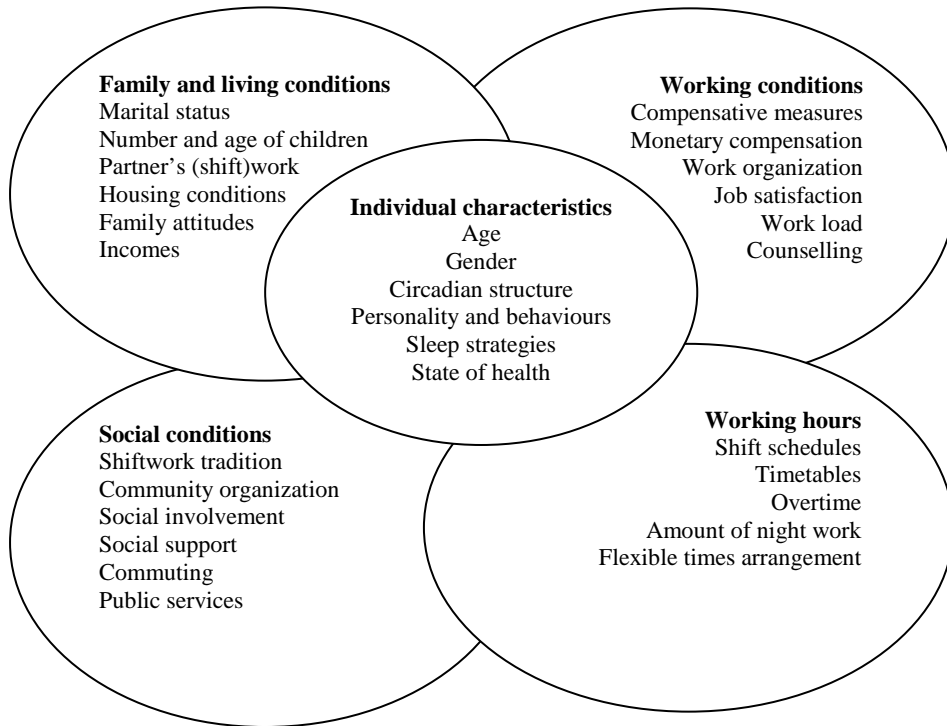 Family and living conditions
Marital status
Number and age of children
Partner's (shift)work
Housing conditions
Family attitudes
Incomes
Working conditions
Compensative measures
Monetary compensation
Work organization
Job satisfaction
Work load
Counselling
Individual characteristics
Age
Gender
Circadian structure
Personality and behaviours
Sleep strategies
State of health
Social conditions
Shiftwork tradition
Community organization
Social involvement
Social support
Commuting
Public services
Working hours
Shift schedules
Timetables
Overtime
Amount of night work
Flexible times arrangement